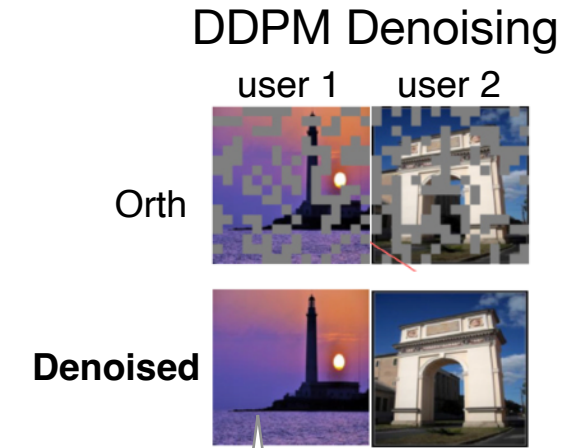 DDPM Denoising
user 1 user 2
Orth
Denoised